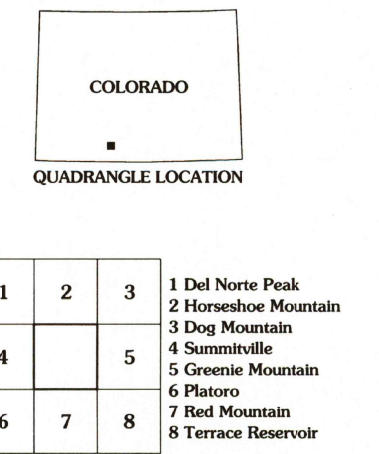 COLORADO
QUADRANGLE LOCATION
1 2 3
4 5
6 7 8
1 Del Norte Peak
2 Horseshoe Mountain
3 Dog Mountain
4 Summitville
5 Greenie Mountain
6 Platoro
7 Red Mountain
8 Terrace Reservoir